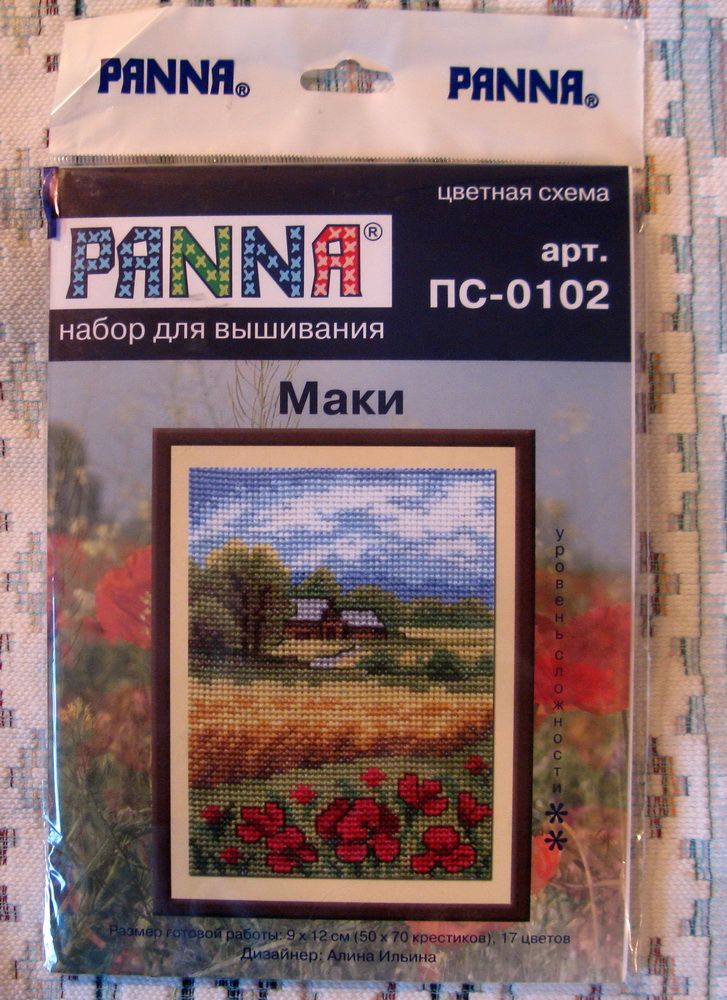 PANNA®
PANNA®
цветная схема
PANNA®
арт.
ПС-0102
набор для вышивания
Маки
уровень сложности **
Размер готовой работы: 9 х 12 см (50 х 70 крестиков), 17 цветов
Дизайнер: Алина Ильина